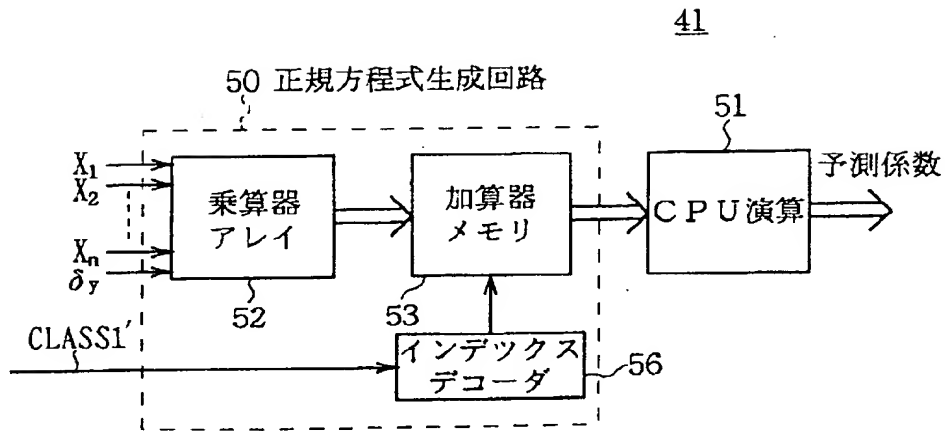 41
50 正規方程式生成回路
51
X₁
X₂
Xₙ
δy
乗算器
アレイ
52
加算器
メモリ
53
CPU演算
予測係数
CLASS1′
インデックス
デコーダ
56